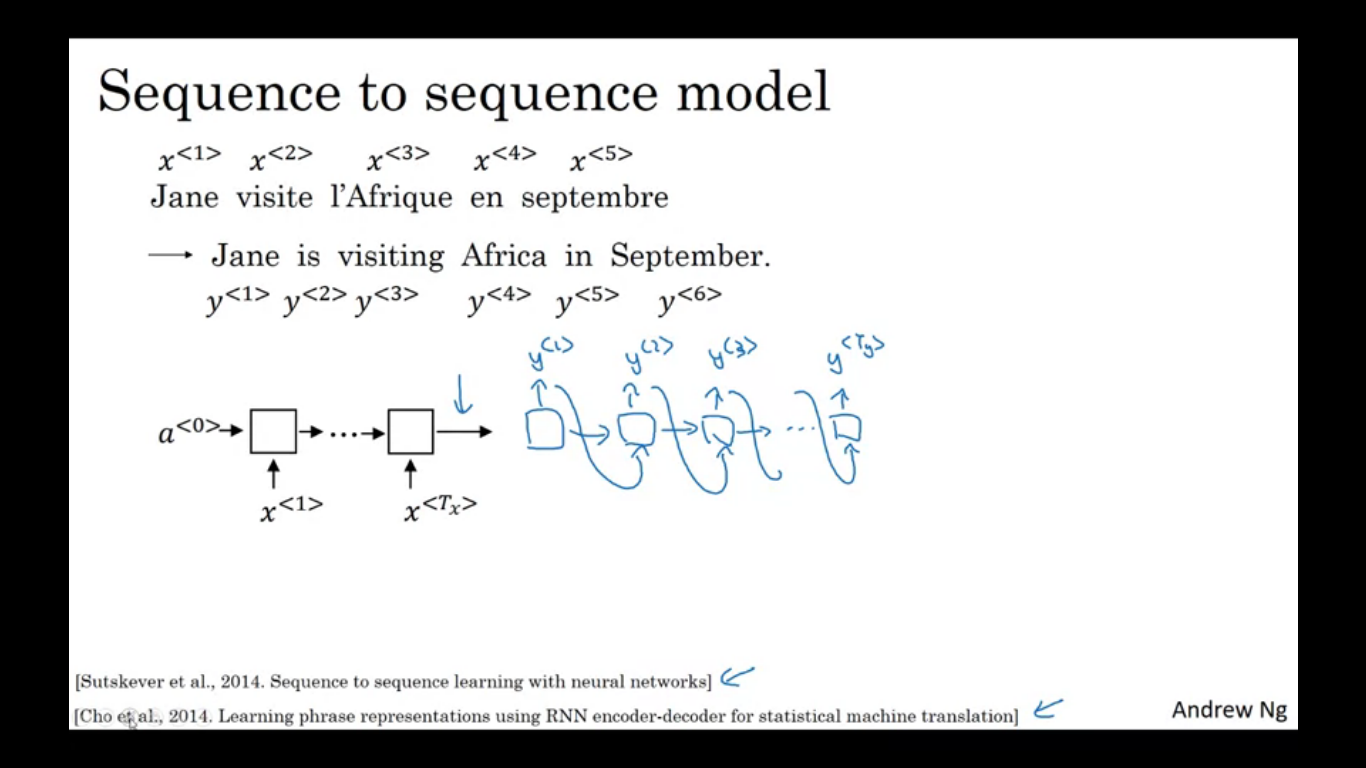 Sequence to sequence model
x<1> x<2> x<3> x<4> x<5>
Jane visite l'Afrique en septembre
→ Jane is visiting Africa in September.
y<1> y<2> y<3> y<4> y<5> y<6>
y<1> y<2> y<3> y<Ty>
a<0> ... ...
x<1> x<Tx>
[Sutskever et al., 2014. Sequence to sequence learning with neural networks]
[Cho et al., 2014. Learning phrase representations using RNN encoder-decoder for statistical machine translation]
Andrew Ng